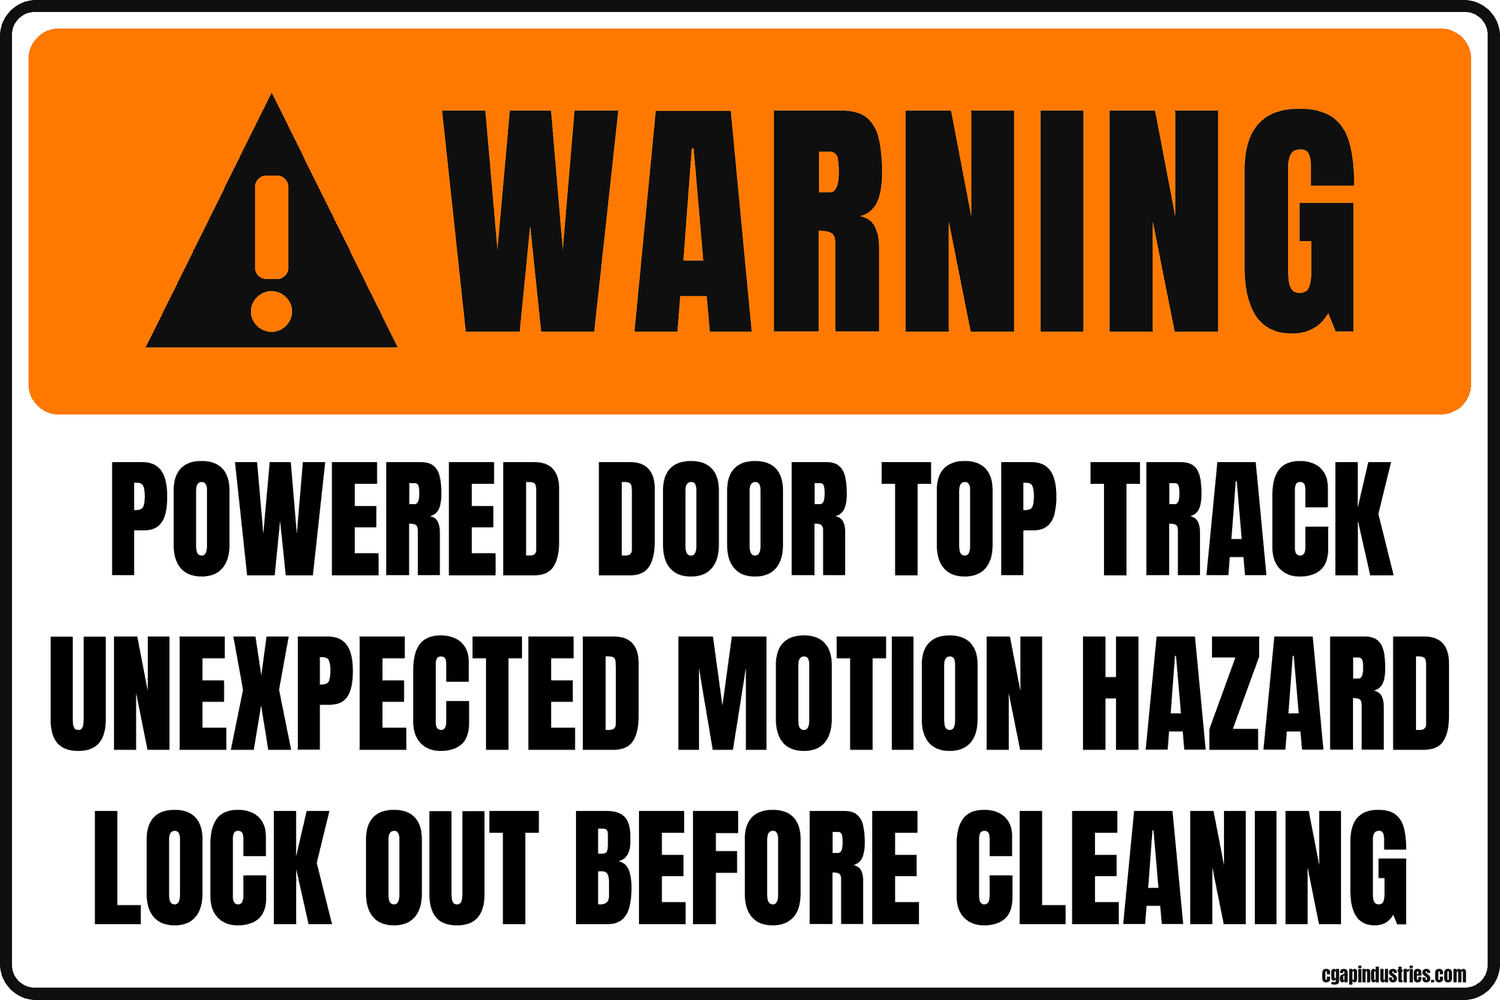 WARNING
POWERED DOOR TOP TRACK
UNEXPECTED MOTION HAZARD
LOCK OUT BEFORE CLEANING
cgapindustries.com